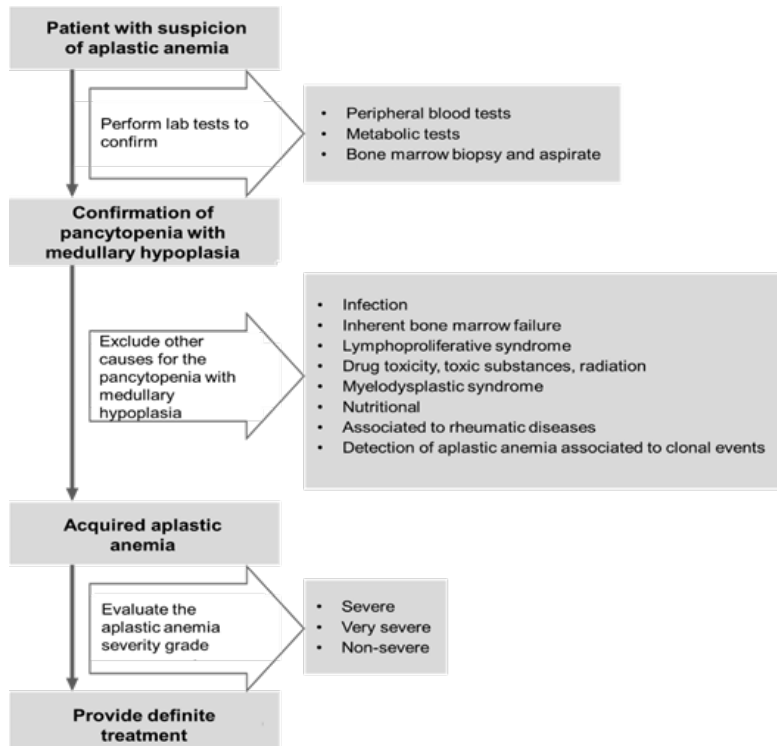 Patient with suspicion
of aplastic anemia
Perform lab tests to
confirm
• Peripheral blood tests
• Metabolic tests
• Bone marrow biopsy and aspirate
Confirmation of
pancytopenia with
medullary hypoplasia
Exclude other
causes for the
pancytopenia with
medullary
hypoplasia
• Infection
• Inherent bone marrow failure
• Lymphoproliferative syndrome
• Drug toxicity, toxic substances, radiation
• Myelodysplastic syndrome
• Nutritional
• Associated to rheumatic diseases
• Detection of aplastic anemia associated to clonal events
Acquired aplastic
anemia
Evaluate the
aplastic anemia
severity grade
• Severe
• Very severe
• Non-severe
Provide definite
treatment